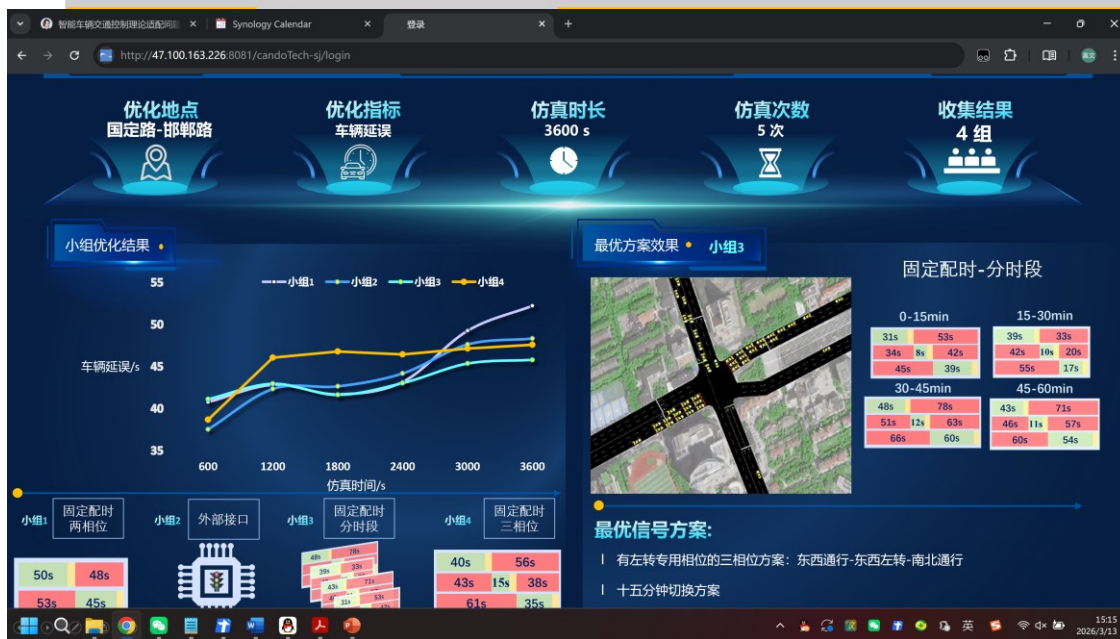 智能车辆交通控制理论适配问
Synology Calendar
登录
http://47.100.163.226:8081/candoTech-sj/login
优化地点
国定路-邯郸路
优化指标
车辆延误
仿真时长
3600 s
仿真次数
5 次
收集结果
4 组
小组优化结果
小组1 小组2 小组3 小组4
车辆延误/s
55
50
45
40
35
600 1200 1800 2400 3000 3600
仿真时间/s
小组1
固定配时
两相位
小组2
外部接口
小组3
固定配时
分时段
小组4
固定配时
三相位
50s 48s
53s 45s
48s 78s
39s 33s
43s 71s
31s 53s
40s 56s
43s 15s 38s
61s 35s
最优方案效果 小组3
固定配时-分时段
0-15min
31s 53s
34s 8s 42s
45s 39s
15-30min
39s 33s
42s 10s 20s
55s 17s
30-45min
48s 78s
51s 12s 63s
66s 60s
45-60min
43s 71s
46s 11s 57s
60s 54s
最优信号方案:
有左转专用相位的三相位方案：东西通行-东西左转-南北通行
十五分钟切换方案
英
15:15
2026/3/13